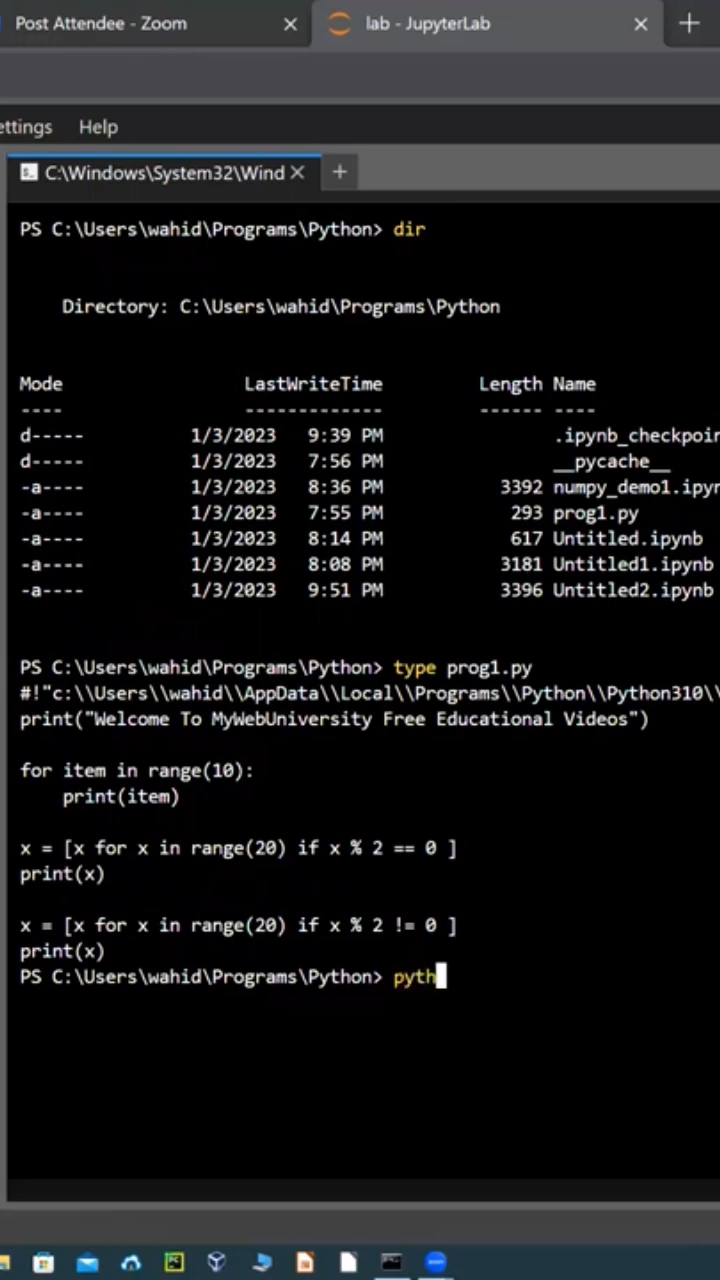 Post Attendee - Zoom
lab - JupyterLab
ettings Help
C:\Windows\System32\Wind
PS C:\Users\wahid\Programs\Python> dir
Directory: C:\Users\wahid\Programs\Python
Mode LastWriteTime Length Name
---- ------------- ------ ----
d----- 1/3/2023 9:39 PM .ipynb_checkpoin
d----- 1/3/2023 7:56 PM __pycache__
-a---- 1/3/2023 8:36 PM 3392 numpy_demo1.ipyn
-a---- 1/3/2023 7:55 PM 293 prog1.py
-a---- 1/3/2023 8:14 PM 617 Untitled.ipynb
-a---- 1/3/2023 8:08 PM 3181 Untitled1.ipynb
-a---- 1/3/2023 9:51 PM 3396 Untitled2.ipynb
PS C:\Users\wahid\Programs\Python> type prog1.py
#!"c:\\Users\\wahid\\AppData\\Local\\Programs\\Python\\Python310\\
print("Welcome To MyWebUniversity Free Educational Videos")
for item in range(10):
print(item)
x = [x for x in range(20) if x % 2 == 0 ]
print(x)
x = [x for x in range(20) if x % 2 != 0 ]
print(x)
PS C:\Users\wahid\Programs\Python> pyth